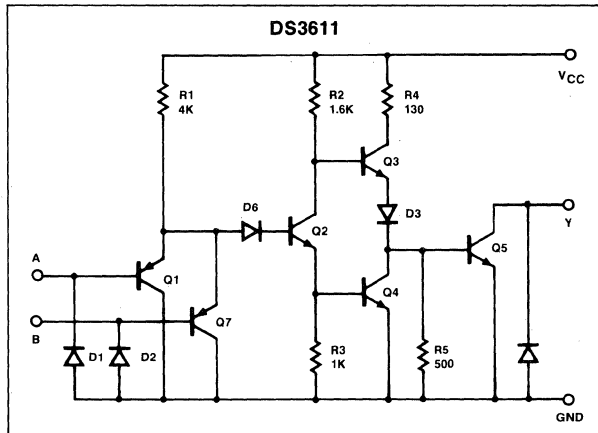 DS3611
VCC
R1
4K
R2
1.6K
R4
130
Q3
D6
Q2
D3
Y
A
Q1
Q5
Q4
B
Q7
D1
D2
R3
1K
R5
500
GND